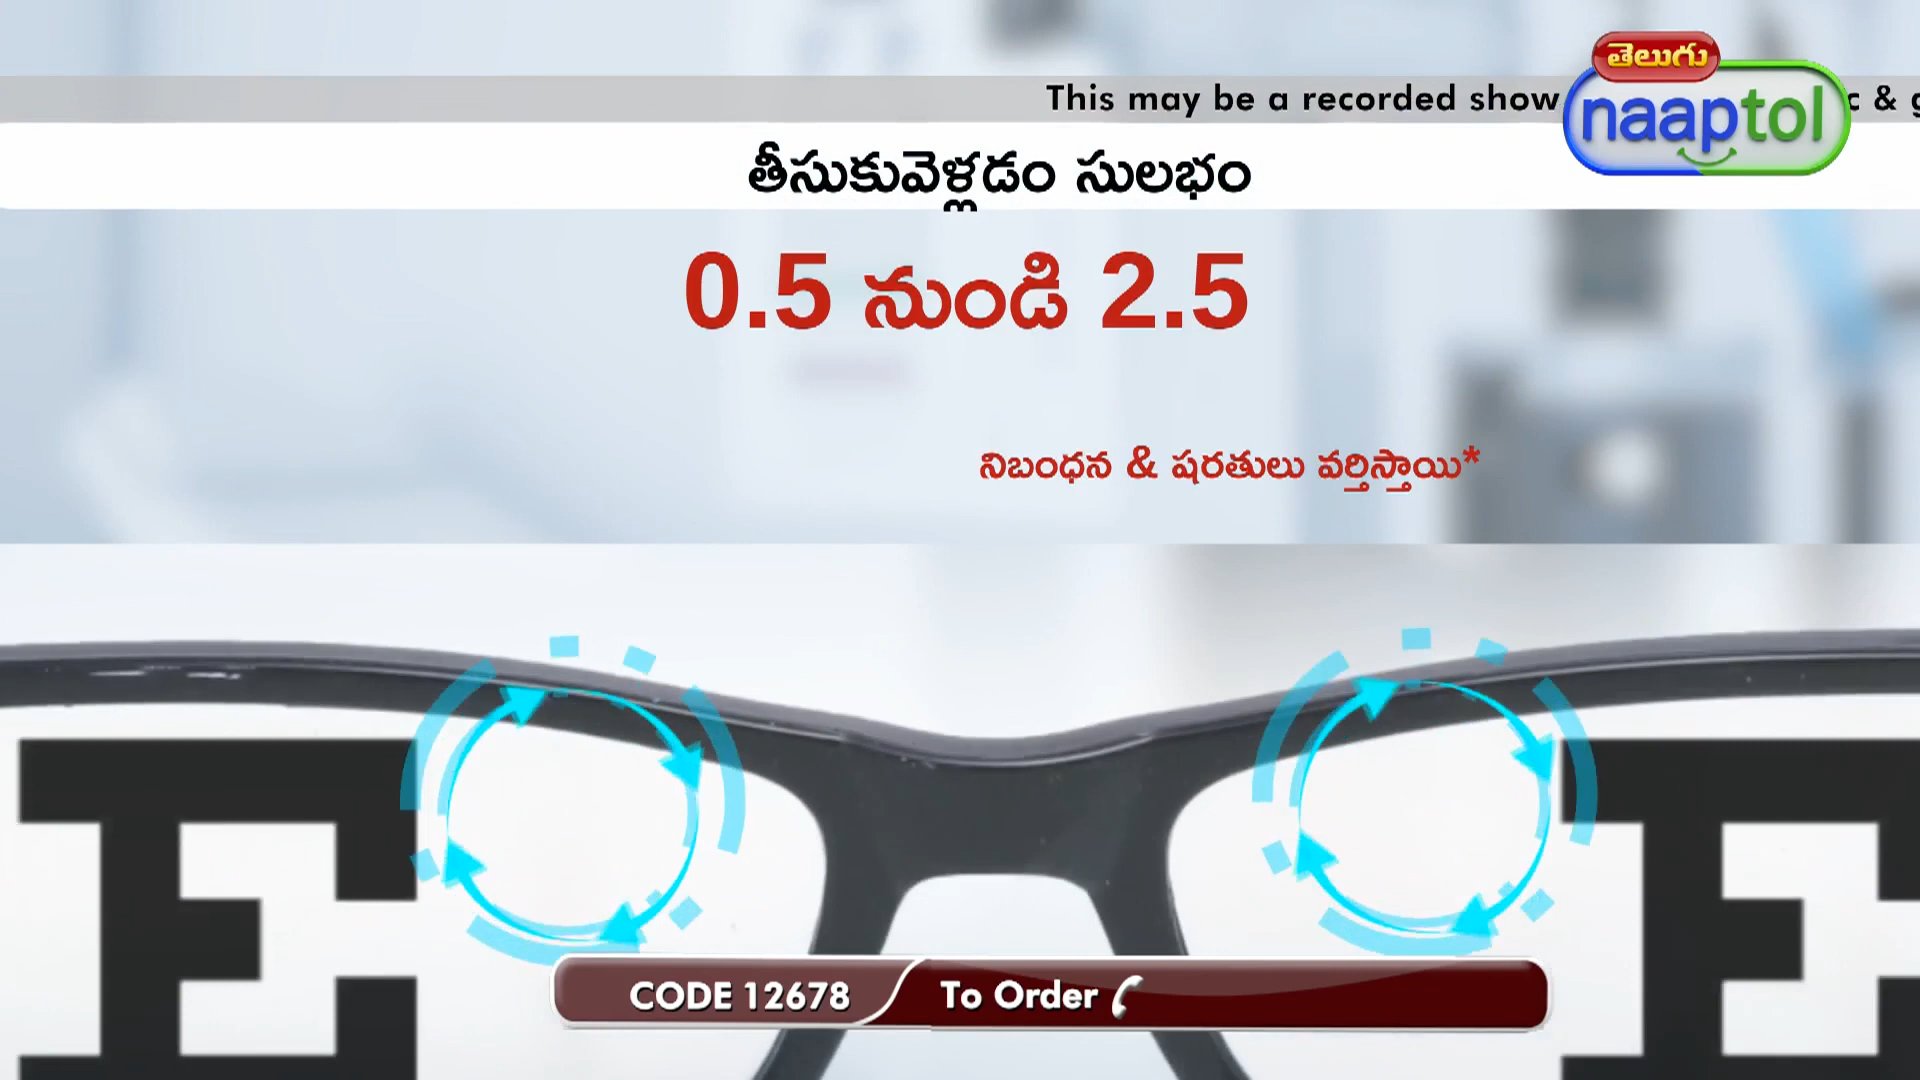 తెలుగు
This may be a recorded show
c & g
naaptol
తీసుకువెళ్లడం సులభం
0.5 నుండి 2.5
నిబంధన & షరతులు వర్తిస్తాయి*
E E
CODE 12678 To Order